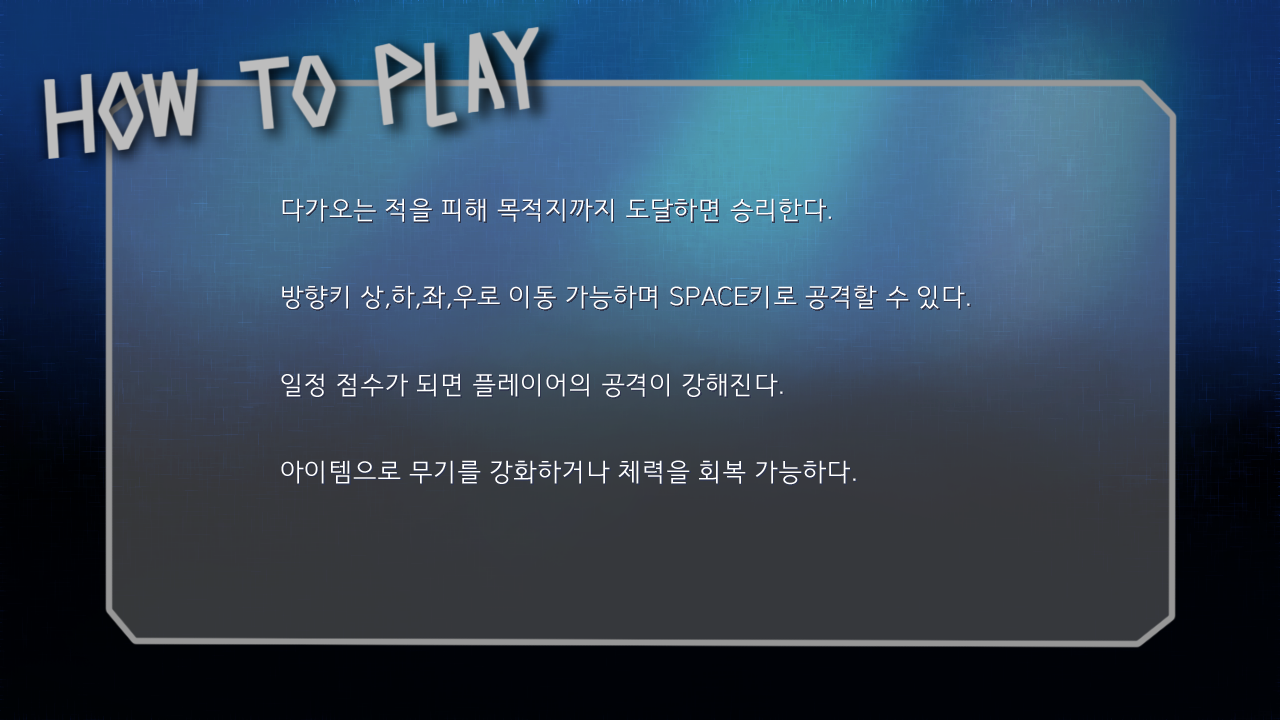 HOW TO PLAY
다가오는 적을 피해 목적지까지 도달하면 승리한다.
방향키 상,하,좌,우로 이동 가능하며 SPACE키로 공격할 수 있다.
일정 점수가 되면 플레이어의 공격이 강해진다.
아이템으로 무기를 강화하거나 체력을 회복 가능하다.